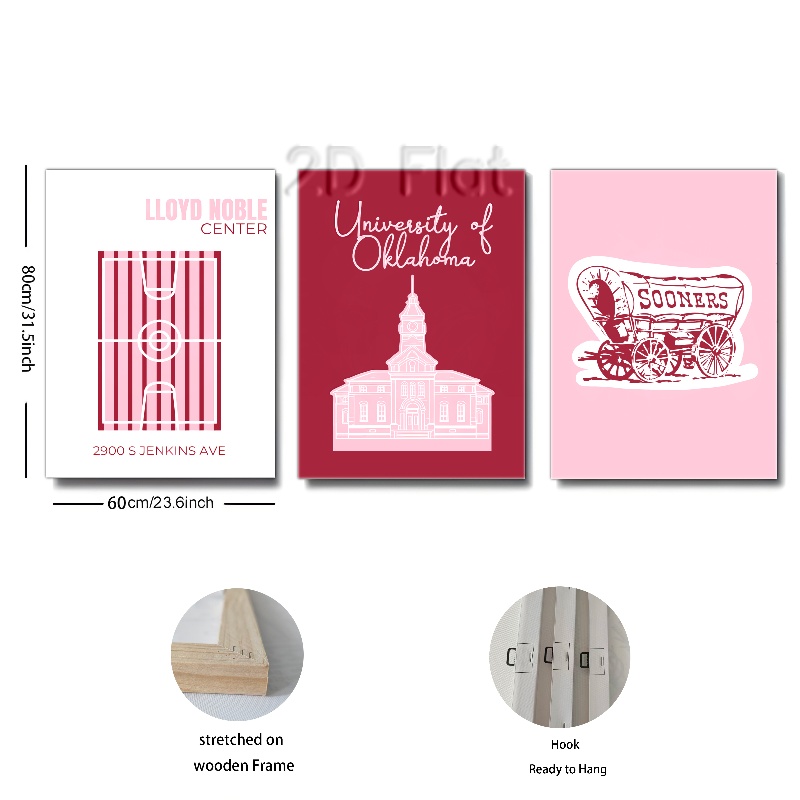 2D Flat
LLOYD NOBLE
CENTER
2900 S JENKINS AVE
University of
Oklahoma
SOONERS
80cm/31.5inch
60cm/23.6inch
stretched on
wooden Frame
Hook
Ready to Hang